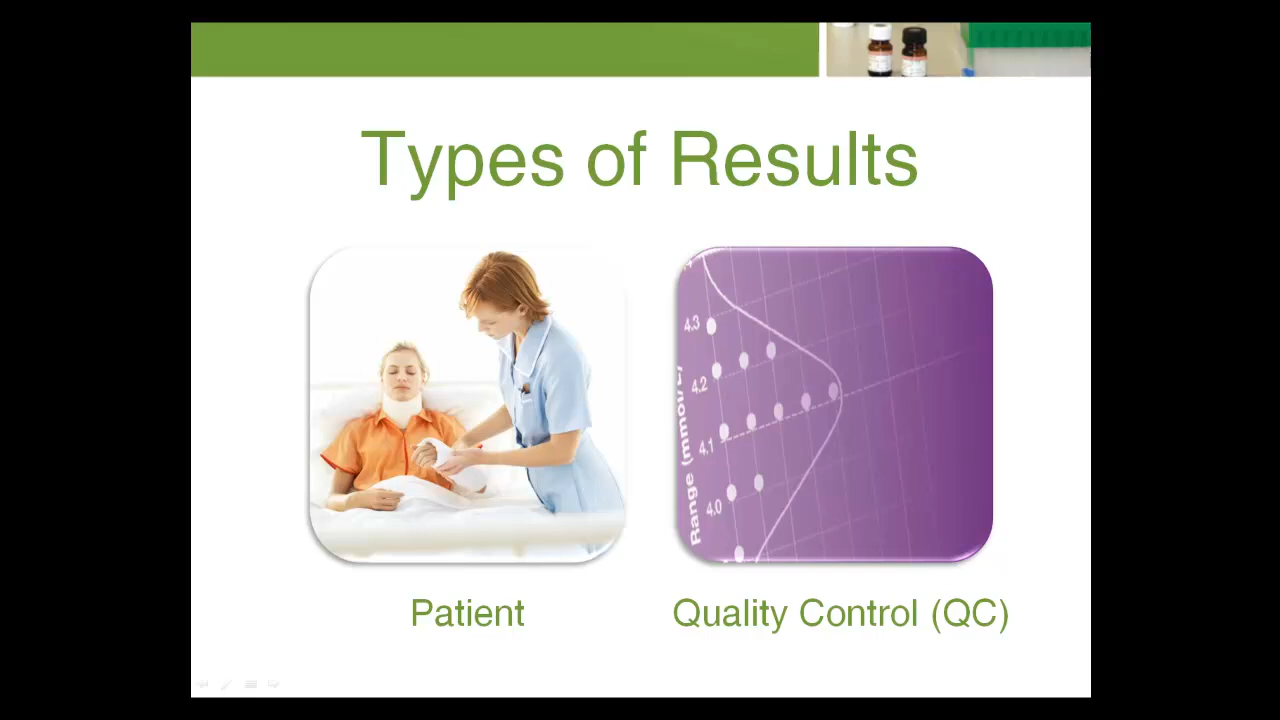 Types of Results
4.3
4.2
4.1
4.0
Range (mmol/L)
Patient
Quality Control (QC)